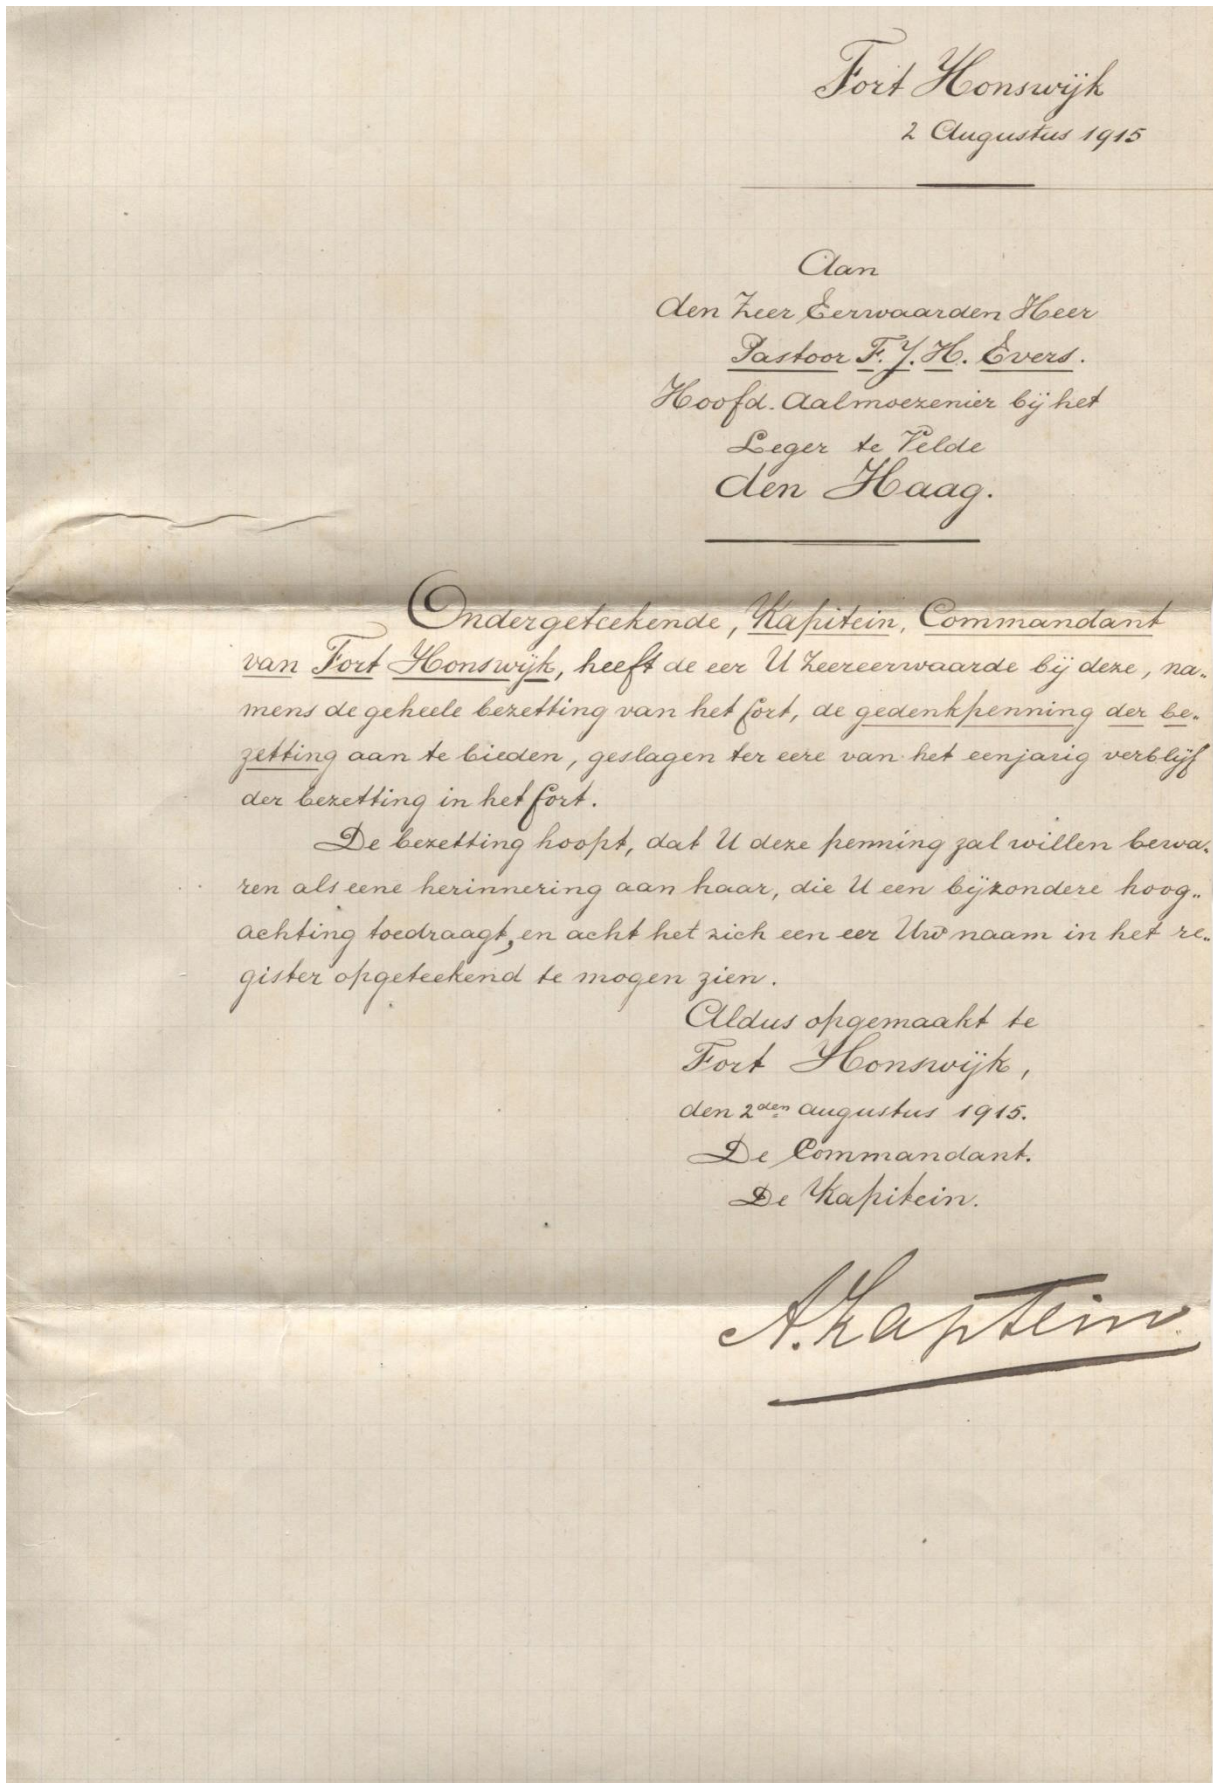 Fort Honswijk
2 Augustus 1915
Aan
den Zeer Eerwaarden Heer
Pastoor F. J. H. Evers.
Hoofd-Aalmoezenier bij het
Leger te Velde
den Haag.
Ondergeteekende, Kapitein, Commandant
van Fort Honswijk, heeft de eer U Zeereerwaarde bij deze, na-
mens de geheele bezetting van het fort, de gedenkpenning der be-
zetting aan te bieden, geslagen ter eere van het eenjarig verblijf
der bezetting in het fort.
De bezetting hoopt, dat U deze penning zal willen bewa-
ren als eene herinnering aan haar, die U een bijzondere hoog-
achting toedraagt, en acht het zich een eer Uw naam in het re-
gister opgeteekend te mogen zien.
Aldus opgemaakt te
Fort Honswijk,
den 2den augustus 1915.
De Commandant.
De Kapitein.
A. Kaptein